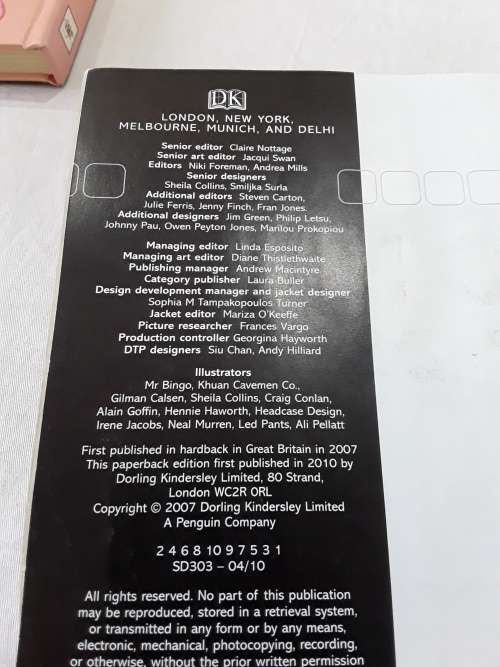 DK
LONDON, NEW YORK,
MELBOURNE, MUNICH, AND DELHI
Senior editor Claire Nottage
Senior art editor Jacqui Swan
Editors Niki Foreman, Andrea Mills
Senior designers
Sheila Collins, Smiljka Surla
Additional editors Steven Carton,
Julie Ferris, Jenny Finch, Fran Jones.
Additional designers Jim Green, Philip Letsu,
Johnny Pau, Owen Peyton Jones, Marilou Prokopiou
Managing editor Linda Esposito
Managing art editor Diane Thistlethwaite
Publishing manager Andrew Macintyre
Category publisher Laura Buller
Design development manager and jacket designer
Sophia M Tampakopoulos Turner
Jacket editor Mariza O'Keeffe
Picture researcher Frances Vargo
Production controller Georgina Hayworth
DTP designers Siu Chan, Andy Hilliard
Illustrators
Mr Bingo, Khuan Cavemen Co.,
Gilman Calsen, Sheila Collins, Craig Conlan,
Alain Goffin, Hennie Haworth, Headcase Design,
Irene Jacobs, Neal Murren, Led Pants, Ali Pellatt
First published in hardback in Great Britain in 2007
This paperback edition first published in 2010 by
Dorling Kindersley Limited, 80 Strand,
London WC2R 0RL
Copyright © 2007 Dorling Kindersley Limited
A Penguin Company
2 4 6 8 10 9 7 5 3 1
SD303 – 04/10
All rights reserved. No part of this publication
may be reproduced, stored in a retrieval system,
or transmitted in any form or by any means,
electronic, mechanical, photocopying, recording,
or otherwise, without the prior written permission